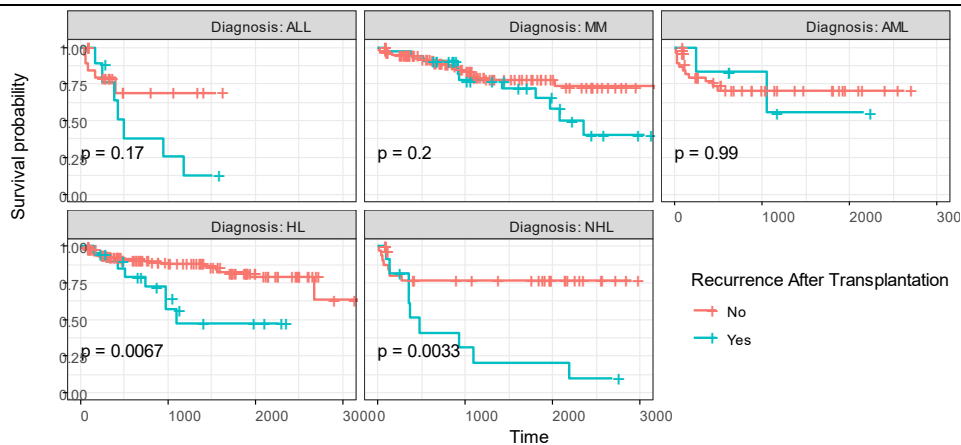 Diagnosis: ALL
Diagnosis: MM
Diagnosis: AML
Survival probability
1.00
0.75
0.50
0.25
0.00
p = 0.17
p = 0.2
p = 0.99
0
1000
2000
300
Diagnosis: HL
Diagnosis: NHL
1.00
0.75
0.50
0.25
0.00
p = 0.0067
p = 0.0033
Recurrence After Transplantation
No
Yes
0
1000
2000
1000
2000
3000
Time